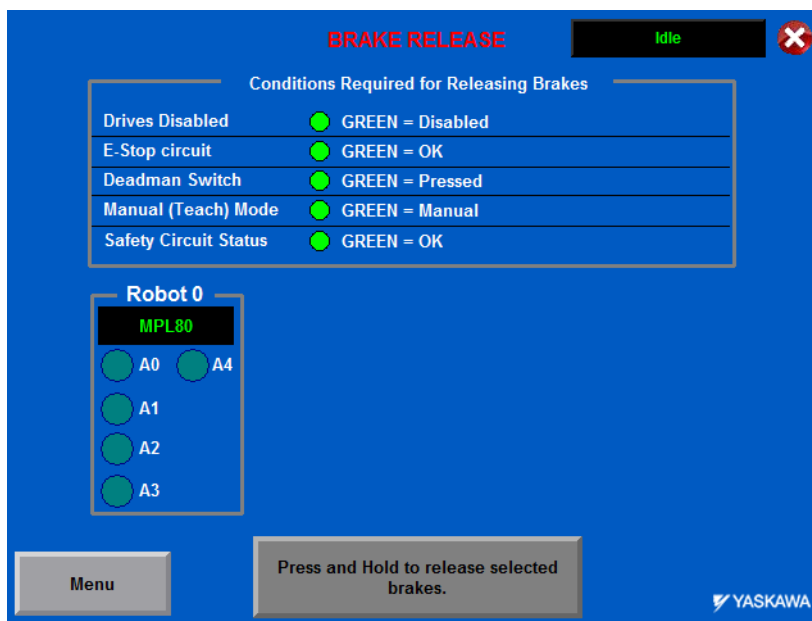 BRAKE RELEASE
Idle
Conditions Required for Releasing Brakes
Drives Disabled GREEN = Disabled
E-Stop circuit GREEN = OK
Deadman Switch GREEN = Pressed
Manual (Teach) Mode GREEN = Manual
Safety Circuit Status GREEN = OK
Robot 0
MPL80
A0 A4
A1
A2
A3
Menu
Press and Hold to release selected
brakes.
YASKAWA